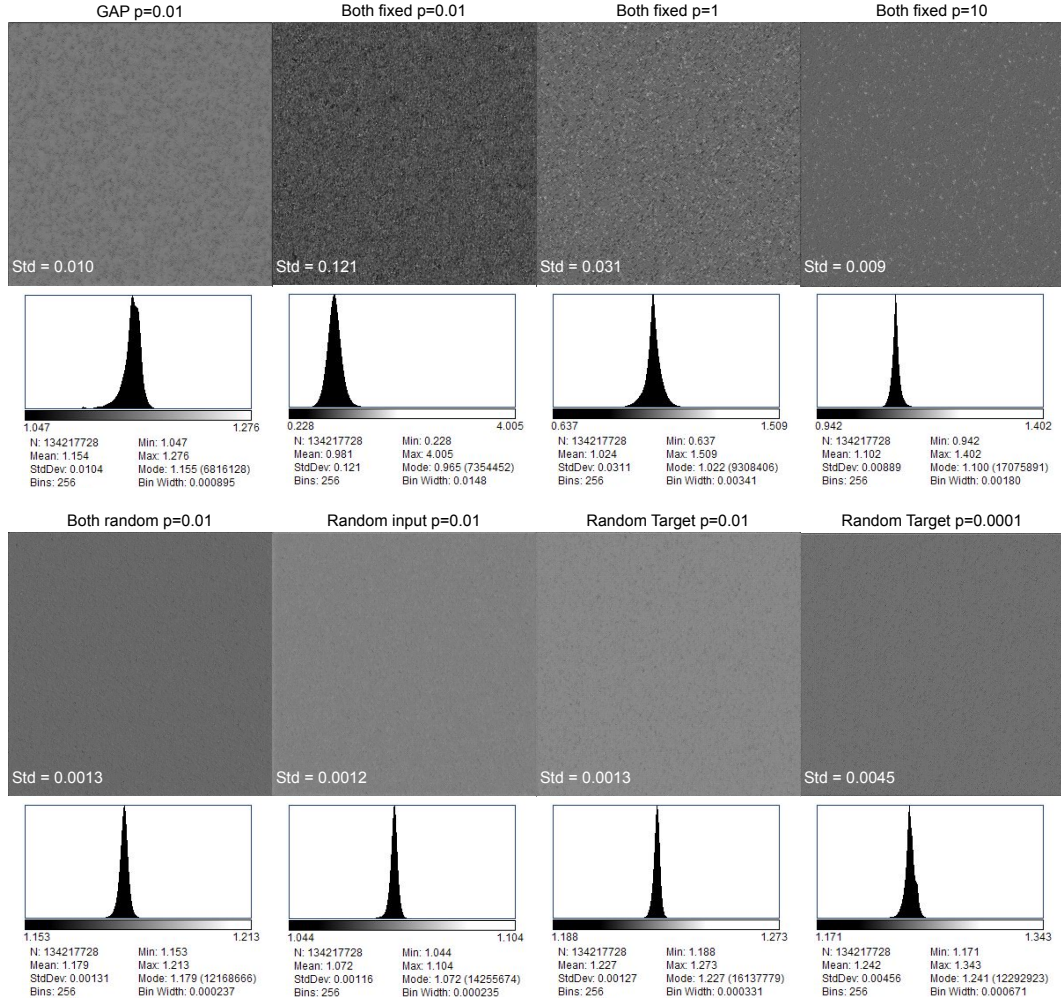 GAP p=0.01 Both fixed p=0.01 Both fixed p=1 Both fixed p=10
Std = 0.010 Std = 0.121 Std = 0.031 Std = 0.009
1.047 1.276 0.228 4.005 0.637 1.509 0.942 1.402
N: 134217728 Min: 1.047 N: 134217728 Min: 0.228 N: 134217728 Min: 0.637 N: 134217728 Min: 0.942
Mean: 1.154 Max: 1.276 Mean: 0.981 Max: 4.005 Mean: 1.024 Max: 1.509 Mean: 1.102 Max: 1.402
StdDev: 0.0104 Mode: 1.155 (6816128) StdDev: 0.121 Mode: 0.965 (7354452) StdDev: 0.0311 Mode: 1.022 (9308406) StdDev: 0.00889 Mode: 1.100 (17075891)
Bins: 256 Bin Width: 0.000895 Bins: 256 Bin Width: 0.0148 Bins: 256 Bin Width: 0.00341 Bins: 256 Bin Width: 0.00180
Both random p=0.01 Random input p=0.01 Random Target p=0.01 Random Target p=0.0001
Std = 0.0013 Std = 0.0012 Std = 0.0013 Std = 0.0045
1.153 1.213 1.044 1.104 1.188 1.273 1.171 1.343
N: 134217728 Min: 1.153 N: 134217728 Min: 1.044 N: 134217728 Min: 1.188 N: 134217728 Min: 1.171
Mean: 1.179 Max: 1.213 Mean: 1.072 Max: 1.104 Mean: 1.227 Max: 1.273 Mean: 1.242 Max: 1.343
StdDev: 0.00131 Mode: 1.179 (12168666) StdDev: 0.00116 Mode: 1.072 (14255674) StdDev: 0.00127 Mode: 1.227 (16137779) StdDev: 0.00456 Mode: 1.241 (12292923)
Bins: 256 Bin Width: 0.000237 Bins: 256 Bin Width: 0.000235 Bins: 256 Bin Width: 0.000331 Bins: 256 Bin Width: 0.000671